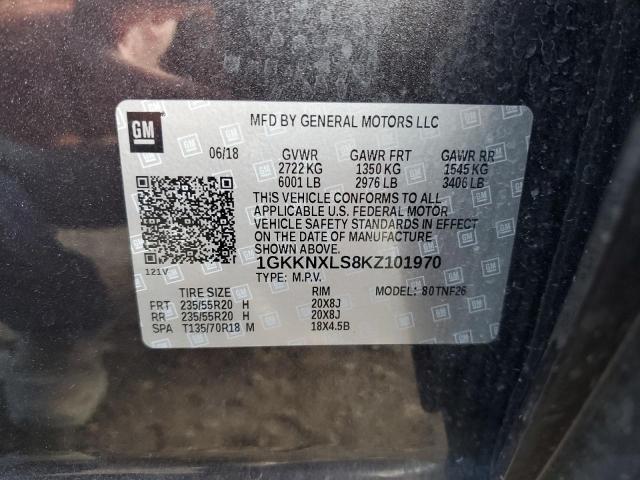 GM
MFD BY GENERAL MOTORS LLC
06/18 GVWR GAWR FRT GAWR RR
2722 KG 1350 KG 1545 KG
6001 LB 2976 LB 3406 LB
THIS VEHICLE CONFORMS TO ALL
APPLICABLE U.S. FEDERAL MOTOR
VEHICLE SAFETY STANDARDS IN EFFECT
ON THE DATE OF MANUFACTURE
SHOWN ABOVE.
121V 1GKKNXLS8KZ101970
TYPE: M.P.V. MODEL: 80TNF26
TIRE SIZE RIM
FRT 235/55R20 H 20X8J
RR 235/55R20 H 20X8J
SPA T135/70R18 M 18X4.5B